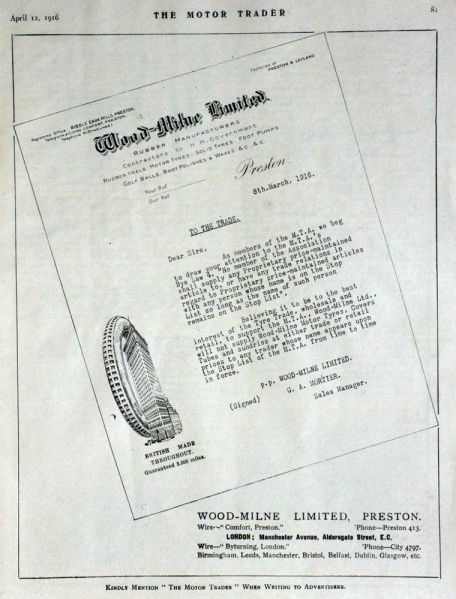 April 12, 1916
THE MOTOR TRADER
81
Registered Office: RIBBLE BANK MILLS, PRESTON.
Factories at
PRESTON & LEYLAND.
Wood-Milne Limited.
RUBBER MANUFACTURERS
Contractors to H.M. Government
RUBBER HEELS, MOTOR TYRES, SOLID TYRES, FOOT PUMPS
GOLF BALLS, BOOT POLISHES & WAXES, &C. &C.
Your Ref
Our Ref
Preston.
8th. March, 1916.
TO THE TRADE.
Dear Sirs,
As members of the M.T.A, we beg
to draw your attention to the M.T.A.
Bye Law 4. "No member of the Association
shall supply any Proprietary price-maintained
article to, or have any trade relations in
regard to Proprietary price-maintained articles
with any person whose name is on the Stop
List so long as the name of such person
remains on the Stop List".
Believing it to be to the best
interest of the Tyre Trade, wholesale and
retail, to support the M.T.A., Wood-Milne Ltd.,
will not supply Wood-Milne Motor Tyres, Covers
Tubes and sundries at either trade or retail
prices to any trader whose name appears upon
the Stop List of the M.T.A. from time to time
in force.
p.p. WOOD-MILNE LIMITED.
(Signed) G. A. MORTIER.
Sales Manager.
BRITISH MADE
THROUGHOUT.
Guaranteed 3,500 miles.
WOOD-MILNE LIMITED, PRESTON.
Wire—"Comfort, Preston." 'Phone—Preston 413.
LONDON: Manchester Avenue, Aldersgate Street, E.C.
Wire—"Byturning, London." 'Phone—City 4797.
Birmingham, Leeds, Manchester, Bristol, Belfast, Dublin, Glasgow, etc.
KINDLY MENTION "THE MOTOR TRADER" WHEN WRITING TO ADVERTISERS.